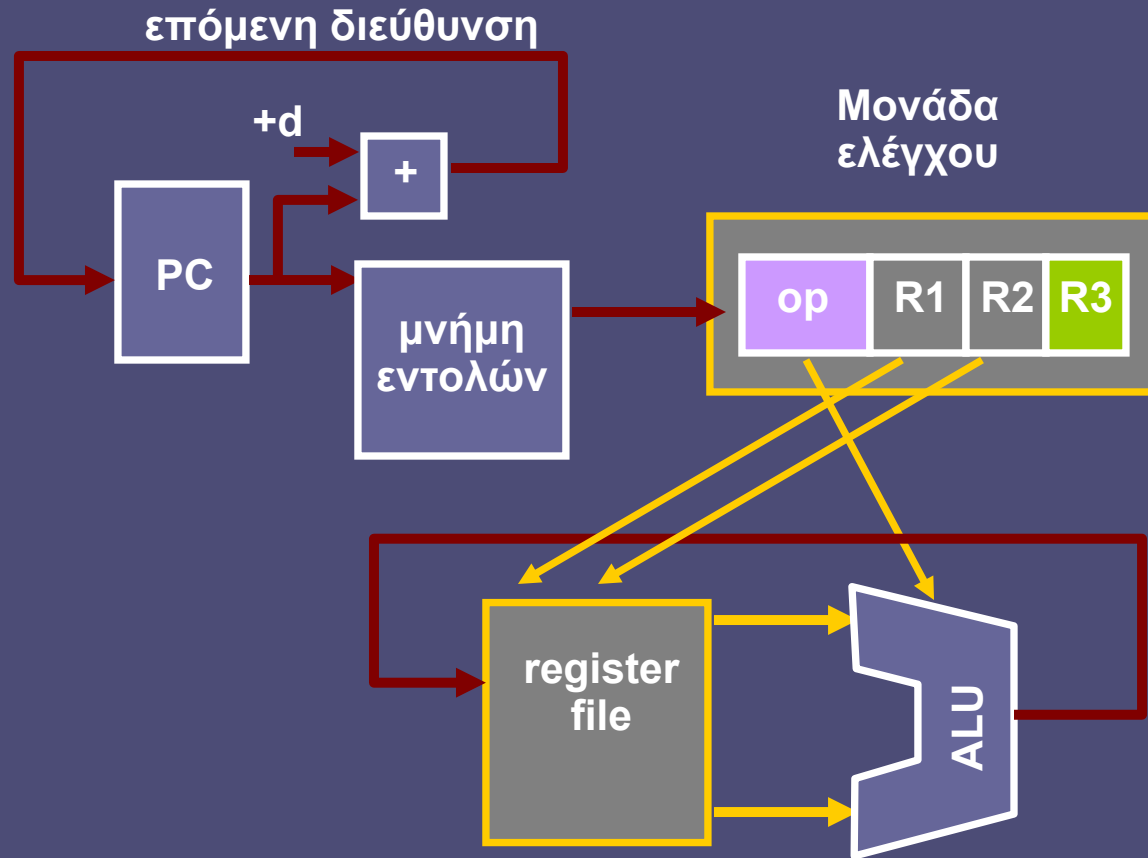 επόμενη διεύθυνση
+d
+
Μονάδα
ελέγχου
PC
μνήμη
εντολών
op R1 R2 R3
register
file
ALU